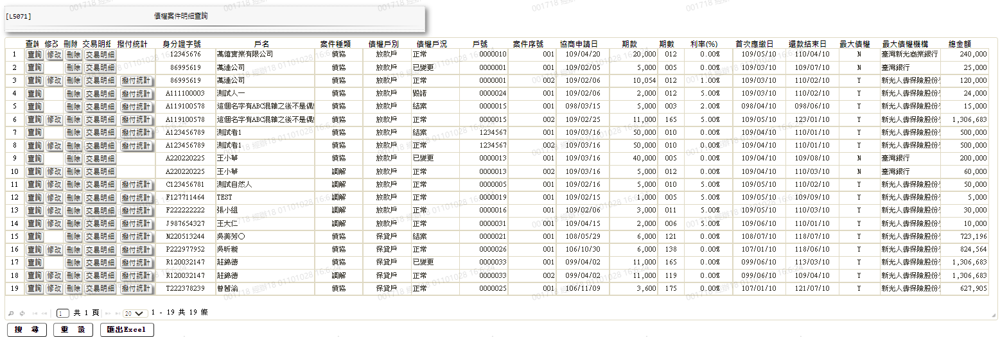 [L5071] 債權案件明細查詢
查詢 修改 刪除 交易明細 撥付統計 身分證字號 戶名 案件種類 債權戶別 債權戶況 戶號 案件序號 協商申請日 期款 期數 利率(%) 首次應繳日 還款結束日 最大債權 最大債權機構 總金額
1 查詢 修改 刪除 交易明細 12345676 萬億實業有限公司 債協 放款戶 正常 0000010 001 109/04/20 20,000 012 0.00% 109/05/10 110/04/10 N 臺灣新光商業銀行 240,000
2 查詢 刪除 交易明細 86995619 萬達公司 債協 放款戶 已變更 0000001 001 109/02/05 5,000 005 0.00% 109/03/10 109/07/10 N 臺灣銀行 25,000
3 查詢 修改 刪除 交易明細 撥付統計 86995619 萬達公司 債協 放款戶 正常 0000001 002 109/02/06 10,054 012 1.00% 109/03/10 110/02/10 Y 新光人壽保險股份 120,000
4 查詢 刪除 交易明細 撥付統計 A111100003 測試人一 債協 放款戶 毀諾 0000024 001 109/02/06 2,000 012 5.00% 109/03/10 110/02/10 Y 新光人壽保險股份 24,000
5 查詢 刪除 交易明細 撥付統計 A119100578 這個名字有ABC混雜之後不是偶 債協 放款戶 結案 0000015 001 098/03/15 5,000 003 2.00% 098/04/10 098/06/10 Y 新光人壽保險股份 15,000
6 查詢 修改 刪除 交易明細 撥付統計 A119100578 這個名字有ABC混雜之後不是偶 債協 放款戶 正常 0000015 002 109/02/25 11,000 165 5.00% 109/05/10 123/01/10 Y 新光人壽保險股份 1,306,683
7 查詢 刪除 交易明細 撥付統計 A123456789 測試者1 債協 放款戶 結案 1234567 001 109/03/16 50,000 010 0.00% 109/04/10 110/01/10 Y 新光人壽保險股份 500,000
8 查詢 修改 刪除 交易明細 撥付統計 A123456789 測試者1 債協 放款戶 正常 1234567 002 109/03/16 50,000 010 0.00% 109/04/10 110/01/10 Y 新光人壽保險股份 500,000
9 查詢 刪除 交易明細 A220220225 王小華 債協 放款戶 已變更 0000013 001 109/03/16 40,000 005 0.00% 109/04/10 109/08/10 N 臺灣銀行 200,000
10 查詢 修改 刪除 交易明細 A220220225 王小華 調解 放款戶 正常 0000013 002 109/03/16 5,000 012 0.00% 109/04/10 110/03/10 N 臺灣銀行 60,000
11 查詢 修改 刪除 交易明細 撥付統計 C123456781 測試自然人 調解 放款戶 正常 0000005 001 109/02/16 5,000 010 5.00% 109/05/10 110/02/10 Y 新光人壽保險股份 50,000
12 查詢 修改 刪除 交易明細 撥付統計 F127711464 TEST 調解 放款戶 正常 0000019 001 109/02/15 1,000 005 5.00% 109/05/10 109/09/10 Y 新光人壽保險股份 5,000
13 查詢 修改 刪除 交易明細 撥付統計 F222222222 張小組 調解 放款戶 正常 0000016 001 109/02/06 3,000 011 5.00% 109/05/10 110/03/10 Y 新光人壽保險股份 30,000
14 查詢 修改 刪除 交易明細 撥付統計 J987654327 王大仁 調解 放款戶 正常 0000031 001 109/04/15 2,000 006 5.00% 109/06/10 110/01/10 Y 新光人壽保險股份 10,000
15 查詢 刪除 交易明細 撥付統計 N220513244 吳美芳○ 債協 保貸戶 結案 0000021 001 108/05/29 6,000 121 0.00% 108/07/10 118/07/10 Y 新光人壽保險股份 723,196
16 查詢 修改 刪除 交易明細 撥付統計 P222977952 吳昕 債協 保貸戶 正常 0000026 001 106/10/30 6,000 138 0.00% 107/01/10 118/06/10 Y 新光人壽保險股份 824,564
17 查詢 刪除 交易明細 撥付統計 R120032147 莊錦德 債協 保貸戶 已變更 0000033 001 099/04/02 11,000 165 0.00% 099/06/10 113/03/10 Y 新光人壽保險股份 1,306,683
18 查詢 修改 刪除 交易明細 撥付統計 R120032147 莊錦德 調解 保貸戶 正常 0000033 002 099/04/02 11,000 119 0.00% 099/06/10 109/04/10 Y 新光人壽保險股份 1,306,683
19 查詢 修改 刪除 交易明細 撥付統計 T222378239 曾茜渝 債協 保貸戶 正常 0000025 001 106/11/09 3,600 175 0.00% 107/01/10 121/07/10 Y 新光人壽保險股份 627,905
1 共 1 頁 20 1 - 19 共 19 條
搜 尋 重 設 匯出Excel